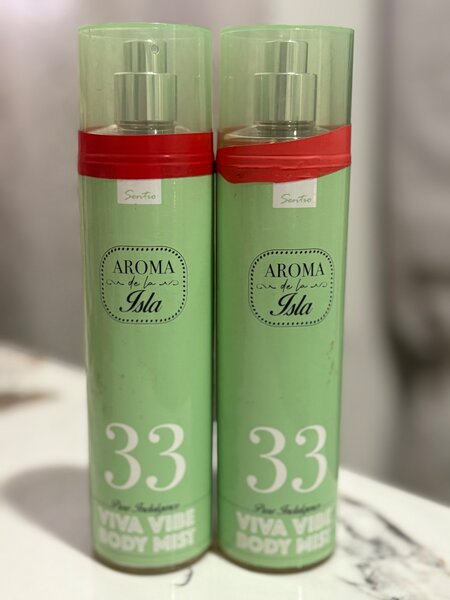 Sentio
AROMA
de la
Isla
33
Pure Indulgence
VIVA VIBE
BODY MIST
Sentio
AROMA
de la
Isla
33
Pure Indulgence
VIVA VIBE
BODY MIST